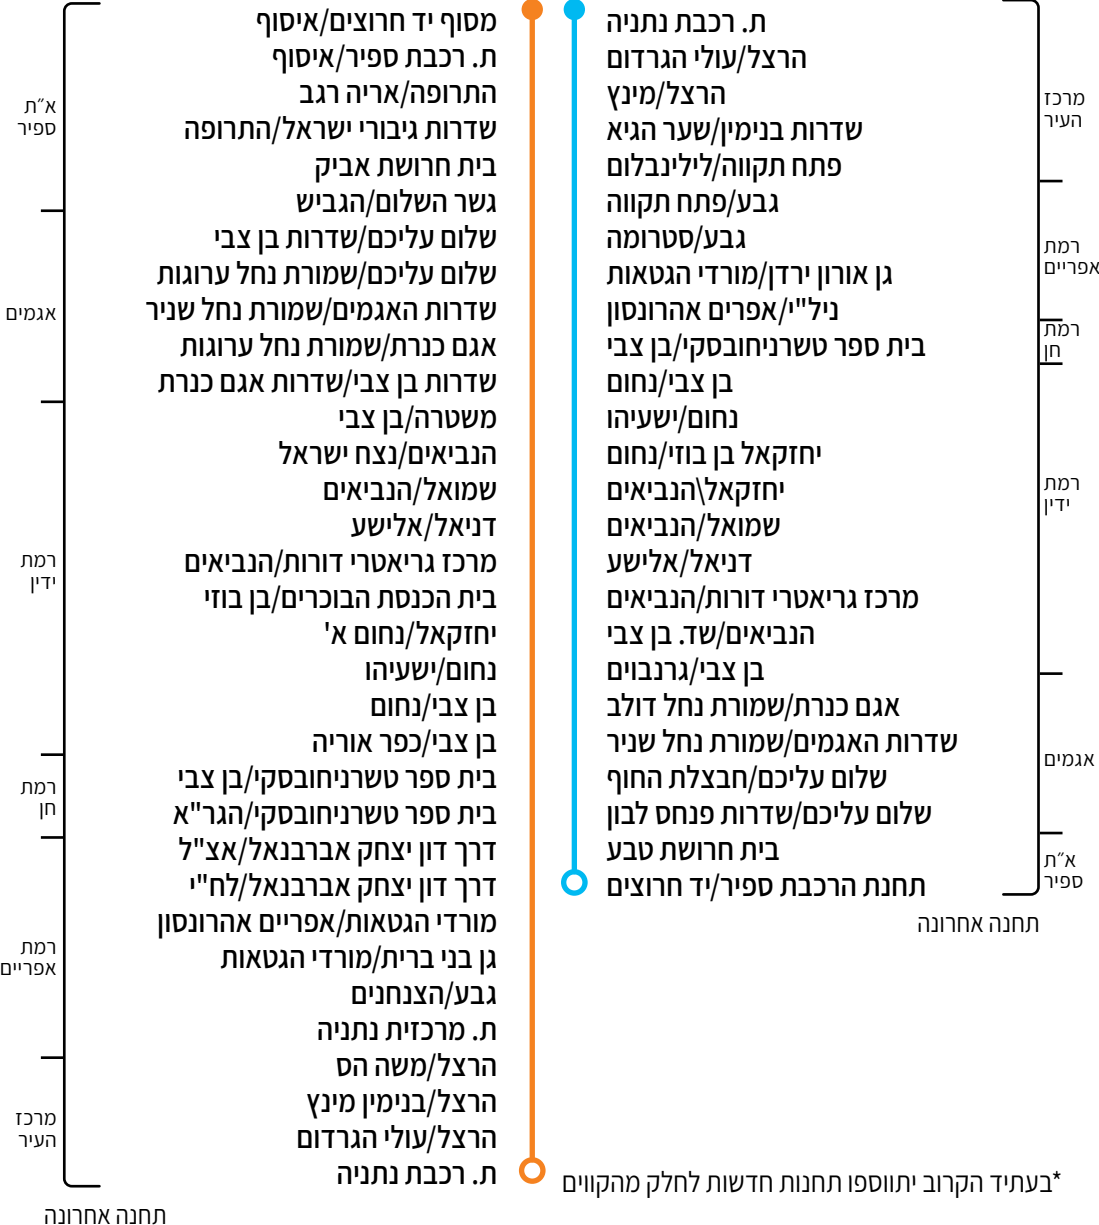 ת. רכבת נתניה
הרצל/עולי הגרדום
הרצל/מינץ
שדרות בנימין/שער הגיא
פתח תקווה/לילינבלום
גבע/פתח תקווה
גבע/סטרומה
גן אורון ירדן/מורדי הגטאות
ניל"י/אפרים אהרונסון
בית ספר טשרניחובסקי/בן צבי
בן צבי/נחום
נחום/ישעיהו
יחזקאל בן בוזי/נחום
יחזקאל\הנביאים
שמואל/הנביאים
דניאל/אלישע
מרכז גריאטרי דורות/הנביאים
הנביאים/שד. בן צבי
בן צבי/גרנבוים
אגם כנרת/שמורת נחל דולב
שדרות האגמים/שמורת נחל שניר
שלום עליכם/חבצלת החוף
שלום עליכם/שדרות פנחס לבון
בית חרושת טבע
תחנת הרכבת ספיר/יד חרוצים
תחנה אחרונה
מרכז
העיר
רמת
אפריים
רמת
חן
רמת
ידין
אגמים
א״ת
ספיר
מסוף יד חרוצים/איסוף
ת. רכבת ספיר/איסוף
התרופה/אריה רגב
שדרות גיבורי ישראל/התרופה
בית חרושת אביק
גשר השלום/הגביש
שלום עליכם/שדרות בן צבי
שלום עליכם/שמורת נחל ערוגות
שדרות האגמים/שמורת נחל שניר
אגם כנרת/שמורת נחל ערוגות
שדרות בן צבי/שדרות אגם כנרת
משטרה/בן צבי
הנביאים/נצח ישראל
שמואל/הנביאים
דניאל/אלישע
מרכז גריאטרי דורות/הנביאים
בית הכנסת הבוכרים/בן בוזי
יחזקאל/נחום א'
נחום/ישעיהו
בן צבי/נחום
בן צבי/כפר אוריה
בית ספר טשרניחובסקי/בן צבי
בית ספר טשרניחובסקי/הגר"א
דרך דון יצחק אברבנאל/אצ"ל
דרך דון יצחק אברבנאל/לח"י
מורדי הגטאות/אפריים אהרונסון
גן בני ברית/מורדי הגטאות
גבע/הצנחנים
ת. מרכזית נתניה
הרצל/משה הס
הרצל/בנימין מינץ
הרצל/עולי הגרדום
ת. רכבת נתניה
תחנה אחרונה
א״ת
ספיר
אגמים
רמת
ידין
רמת
חן
רמת
אפריים
מרכז
העיר
*בעתיד הקרוב יתווספו תחנות חדשות לחלק מהקווים